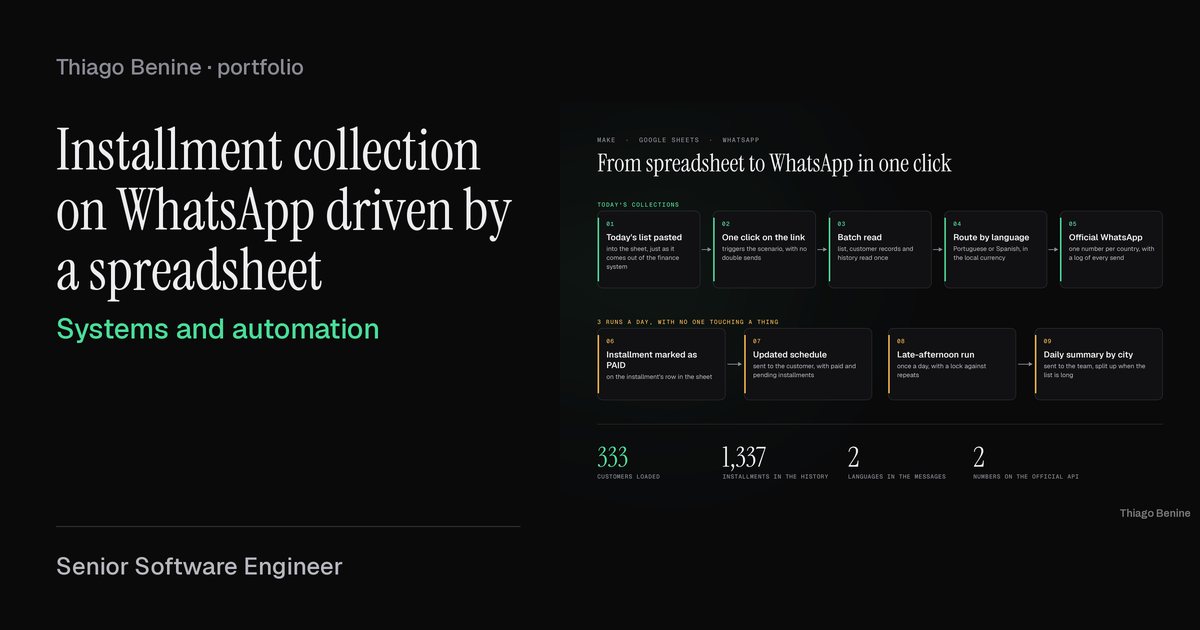 Thiago Benine · portfolio
Installment collection
on WhatsApp driven by
a spreadsheet
Systems and automation
Senior Software Engineer
MAKE · GOOGLE SHEETS · WHATSAPP
From spreadsheet to WhatsApp in one click
TODAY'S COLLECTIONS
01
Today's list pasted
into the sheet, just as it
comes out of the finance
system
02
One click on the link
triggers the scenario, with no
double sends
03
Batch read
list, customer records and
history read once
04
Route by language
Portuguese or Spanish, in
the local currency
05
Official WhatsApp
one number per country, with
a log of every send
3 RUNS A DAY, WITH NO ONE TOUCHING A THING
06
Installment marked as
PAID
on the installment's row in the sheet
07
Updated schedule
sent to the customer, with paid and
pending installments
08
Late-afternoon run
once a day, with a lock against
repeats
09
Daily summary by city
sent to the team, split up when the
list is long
333
CUSTOMERS LOADED
1,337
INSTALLMENTS IN THE HISTORY
2
LANGUAGES IN THE MESSAGES
2
NUMBERS ON THE OFFICIAL API
Thiago Benine